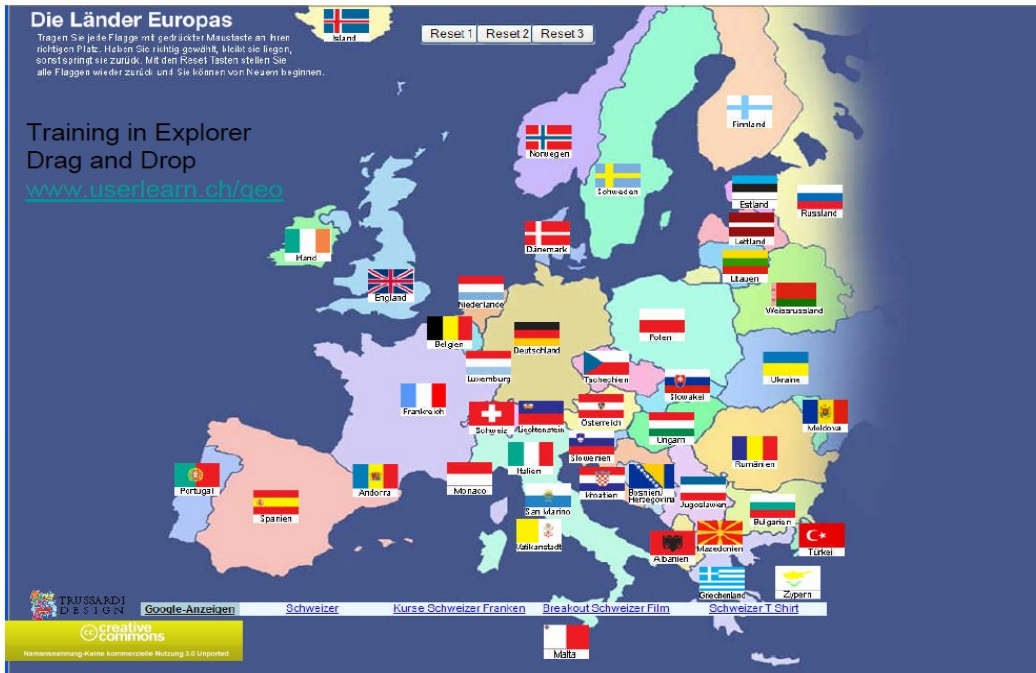 Die Länder Europas
Tragen Sie jede Flagge mit gedrückter Maustaste an ihren
richtigen Platz. Haben Sie richtig gewählt, bleibt sie liegen,
sonst springt sie zurück. Mit den Reset Tasten stellen Sie
alle Flaggen wieder zurück und Sie können von Neuem beginnen.
Island
Reset 1
Reset 2
Reset 3
Training in Explorer
Drag and Drop
www.userlearn.ch/geo
Norwegen
Finnland
Schweden
Estland
Russland
Irland
Dänemark
Lettland
England
Litauen
Niederlande
Weissrussland
Belgien
Deutschland
Polen
Luxemburg
Tschechien
Ukraine
Frankreich
Slowakei
Schweiz
Liechtenstein
Österreich
Moldova
Ungarn
Italien
Slowenien
Rumänien
Portugal
Andorra
Monaco
Kroatien
Bosnien/
Herzegovina
Spanien
San Marino
Jugoslawien
Bulgarien
Vatikanstadt
Albanien
Mazedonien
Türkei
Griechenland
Zypern
TRUSSARDI
DESIGN
Google-Anzeigen
Schweizer
Kurse Schweizer Franken
Breakout Schweizer Film
Schweizer T Shirt
cc creative
commons
Namensnennung-Keine kommerzielle Nutzung 3.0 Unported
Malta